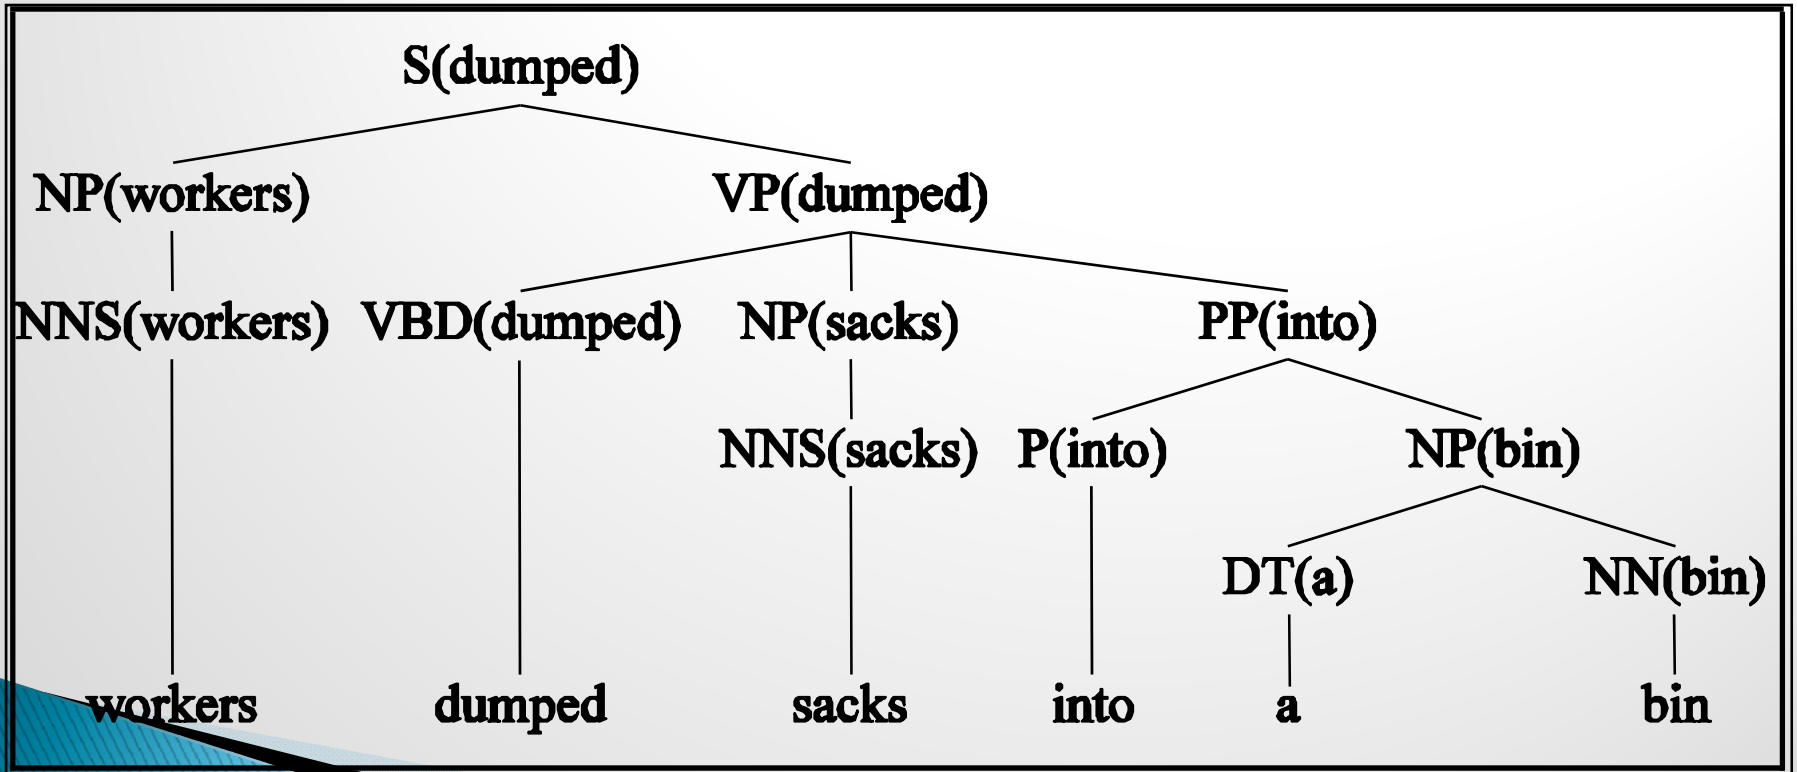 S(dumped)
NP(workers) VP(dumped)
NNS(workers) VBD(dumped) NP(sacks) PP(into)
NNS(sacks) P(into) NP(bin)
DT(a) NN(bin)
workers dumped sacks into a bin